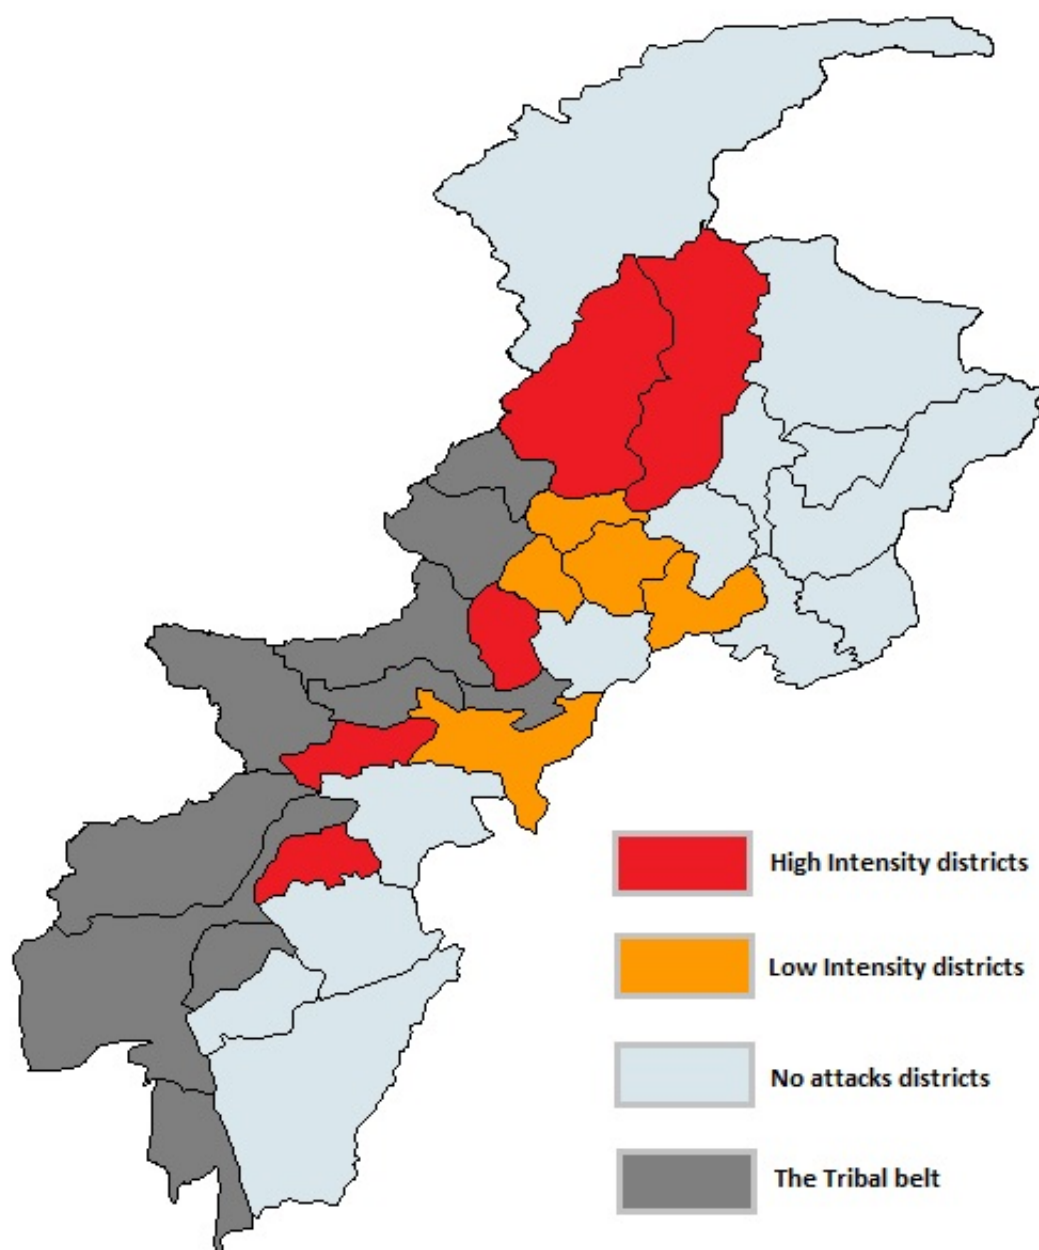 High Intensity districts
Low Intensity districts
No attacks districts
The Tribal belt